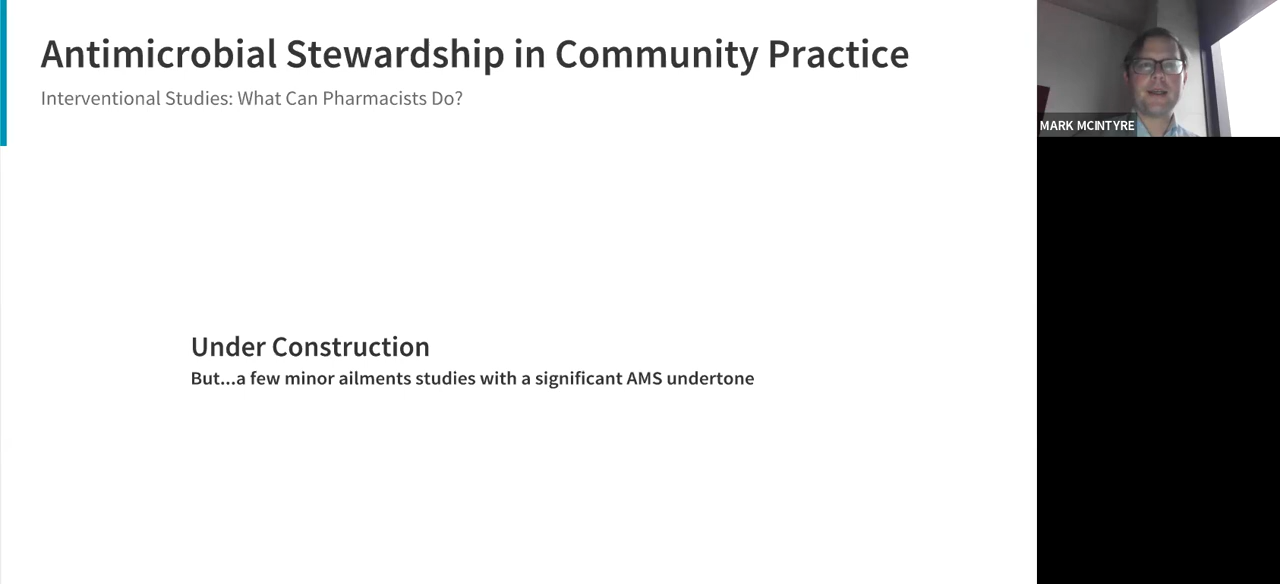 Antimicrobial Stewardship in Community Practice
Interventional Studies: What Can Pharmacists Do?
MARK MCINTYRE
Under Construction
But...a few minor ailments studies with a significant AMS undertone